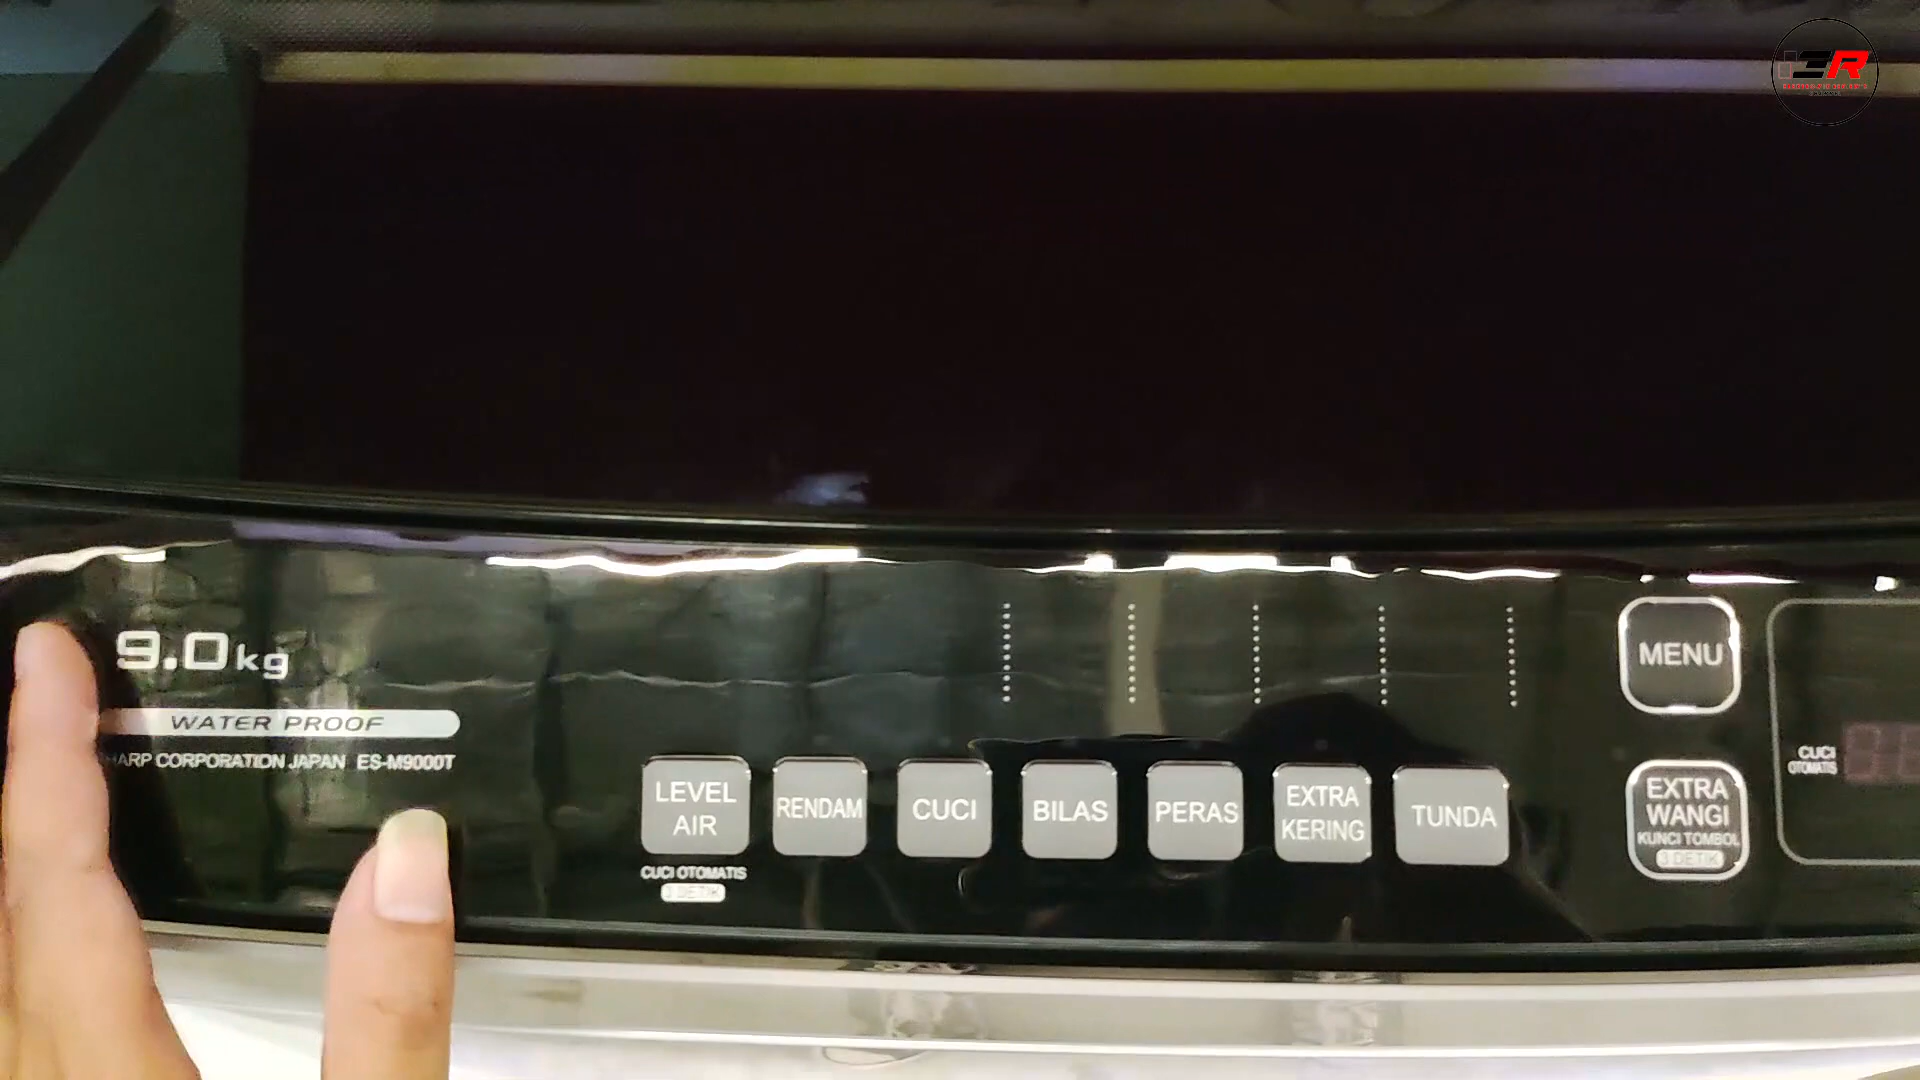 9.0kg
WATER PROOF
HARP CORPORATION JAPAN ES-M9000T
LEVEL
AIR
CUCI OTOMATIS
3 DETIK
RENDAM
CUCI
BILAS
PERAS
EXTRA
KERING
TUNDA
MENU
EXTRA
WANGI
KUNCI TOMBOL
3 DETIK
CUCI
OTOMATIS
ER